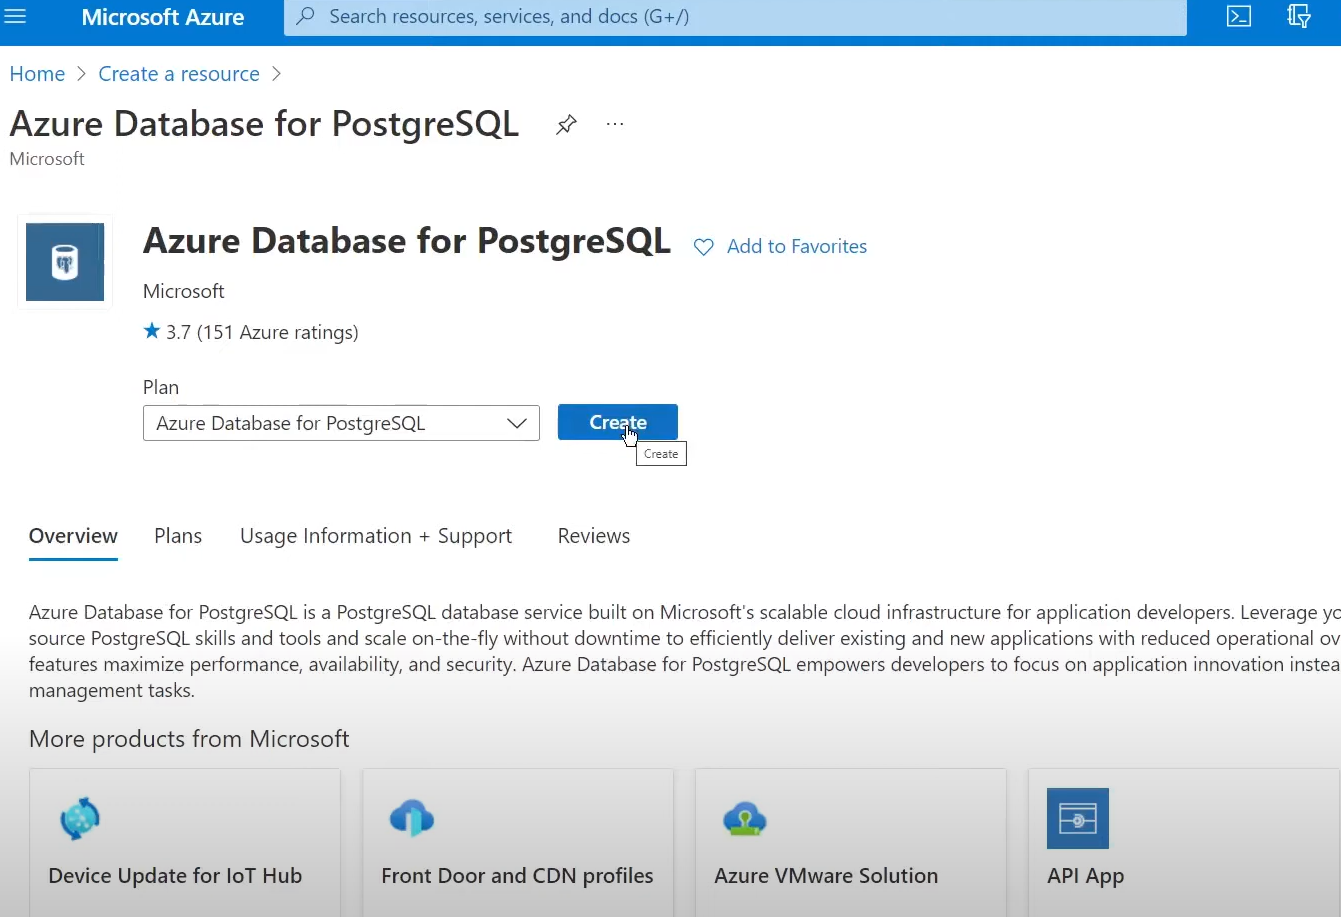 Microsoft Azure
Search resources, services, and docs (G+/)
Home > Create a resource >
Azure Database for PostgreSQL ...
Microsoft
Azure Database for PostgreSQL
Add to Favorites
Microsoft
3.7 (151 Azure ratings)
Plan
Azure Database for PostgreSQL
Create
Create
Overview Plans Usage Information + Support Reviews
Azure Database for PostgreSQL is a PostgreSQL database service built on Microsoft's scalable cloud infrastructure for application developers. Leverage
source PostgreSQL skills and tools and scale on-the-fly without downtime to efficiently deliver existing and new applications with reduced operational
features maximize performance, availability, and security. Azure Database for PostgreSQL empowers developers to focus on application innovation
management tasks.
More products from Microsoft
Device Update for IoT Hub
Front Door and CDN profiles
Azure VMware Solution
API App